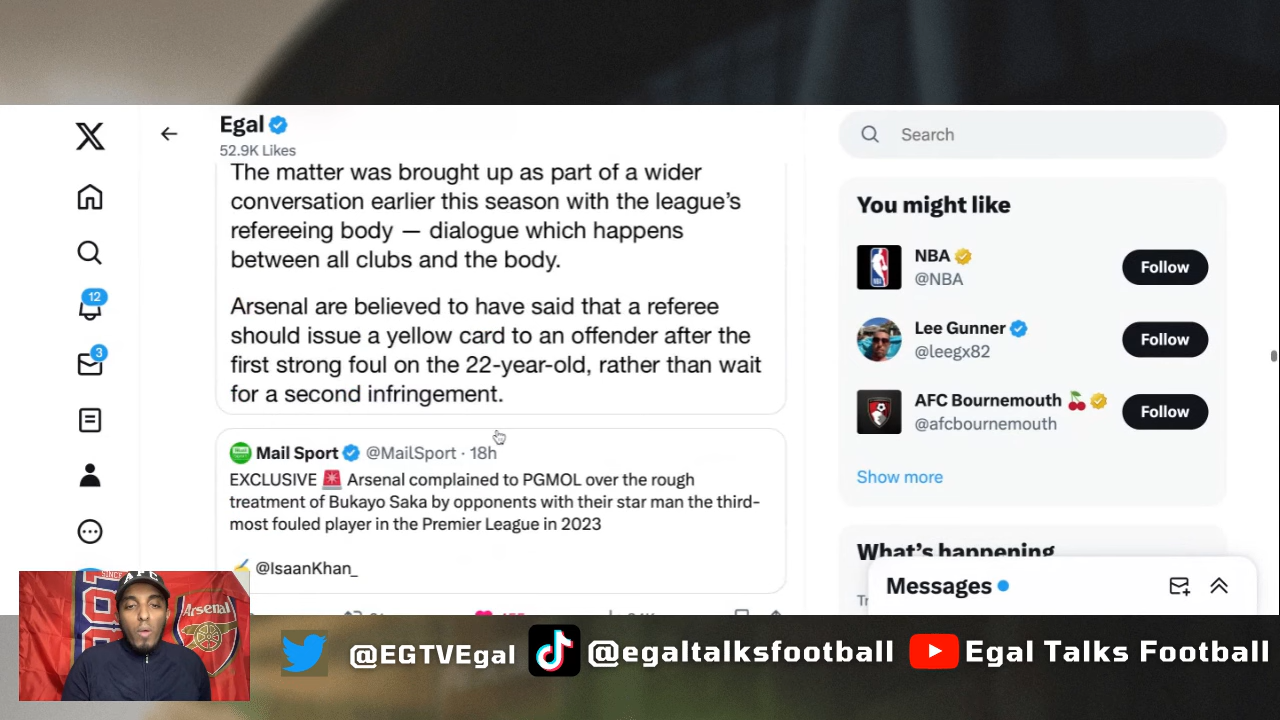 Egal
52.9K Likes
The matter was brought up as part of a wider
conversation earlier this season with the league's
refereeing body — dialogue which happens
between all clubs and the body.
Arsenal are believed to have said that a referee
should issue a yellow card to an offender after the
first strong foul on the 22-year-old, rather than wait
for a second infringement.
Mail Sport @MailSport · 18h
EXCLUSIVE 🚨 Arsenal complained to PGMOL over the rough
treatment of Bukayo Saka by opponents with their star man the third-
most fouled player in the Premier League in 2023
✍️ @IsaanKhan_
12
3
Search
You might like
NBA
@NBA
Follow
Lee Gunner
@leegx82
Follow
AFC Bournemouth 🍒
@afcbournemouth
Follow
Show more
What's happening
Messages
Arsenal
@EGTVEgal
@egaltalksfootball
Egal Talks Football